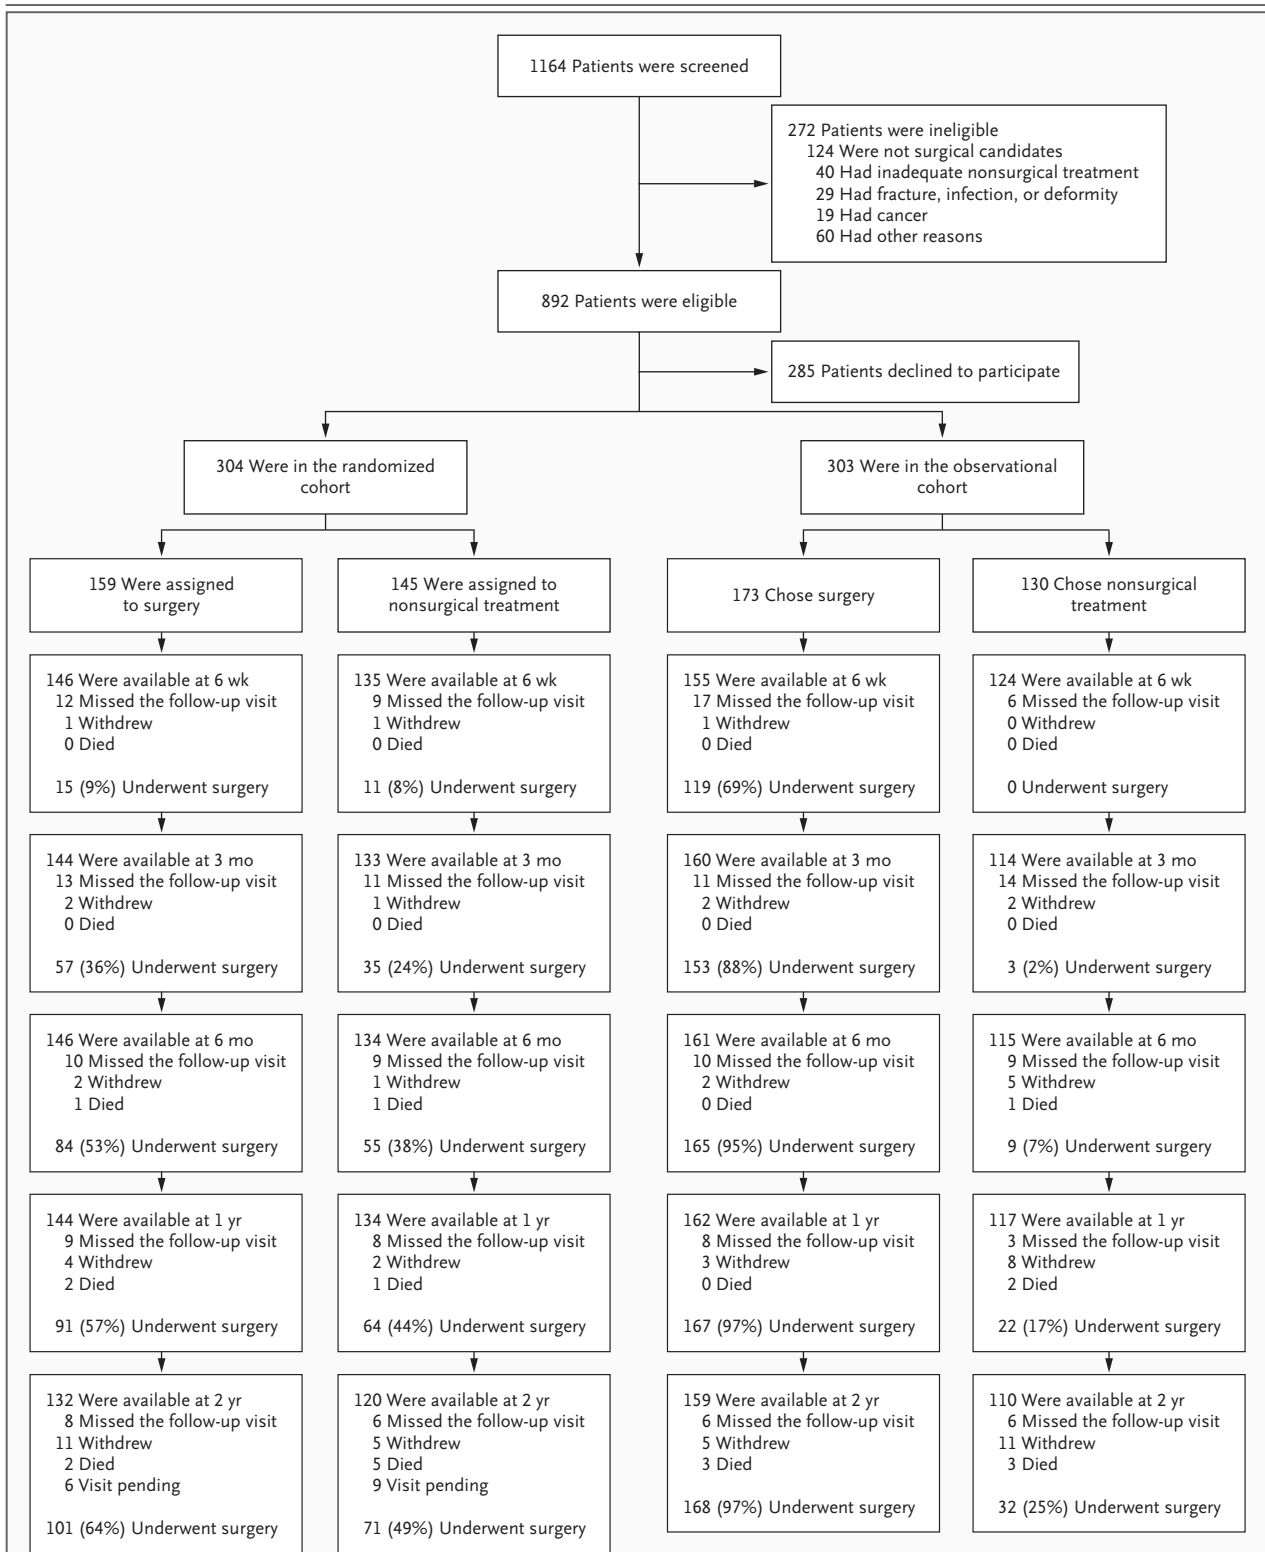 1164 Patients were screened
272 Patients were ineligible
124 Were not surgical candidates
40 Had inadequate nonsurgical treatment
29 Had fracture, infection, or deformity
19 Had cancer
60 Had other reasons
892 Patients were eligible
285 Patients declined to participate
304 Were in the randomized
cohort
303 Were in the observational
cohort
159 Were assigned
to surgery
145 Were assigned to
nonsurgical treatment
173 Chose surgery
130 Chose nonsurgical
treatment
146 Were available at 6 wk
12 Missed the follow-up visit
1 Withdrew
0 Died
15 (9%) Underwent surgery
135 Were available at 6 wk
9 Missed the follow-up visit
1 Withdrew
0 Died
11 (8%) Underwent surgery
155 Were available at 6 wk
17 Missed the follow-up visit
1 Withdrew
0 Died
119 (69%) Underwent surgery
124 Were available at 6 wk
6 Missed the follow-up visit
0 Withdrew
0 Died
0 Underwent surgery
144 Were available at 3 mo
13 Missed the follow-up visit
2 Withdrew
0 Died
57 (36%) Underwent surgery
133 Were available at 3 mo
11 Missed the follow-up visit
1 Withdrew
0 Died
35 (24%) Underwent surgery
160 Were available at 3 mo
11 Missed the follow-up visit
2 Withdrew
0 Died
153 (88%) Underwent surgery
114 Were available at 3 mo
14 Missed the follow-up visit
2 Withdrew
0 Died
3 (2%) Underwent surgery
146 Were available at 6 mo
10 Missed the follow-up visit
2 Withdrew
1 Died
84 (53%) Underwent surgery
134 Were available at 6 mo
9 Missed the follow-up visit
1 Withdrew
1 Died
55 (38%) Underwent surgery
161 Were available at 6 mo
10 Missed the follow-up visit
2 Withdrew
0 Died
165 (95%) Underwent surgery
115 Were available at 6 mo
9 Missed the follow-up visit
5 Withdrew
1 Died
9 (7%) Underwent surgery
144 Were available at 1 yr
9 Missed the follow-up visit
4 Withdrew
2 Died
91 (57%) Underwent surgery
134 Were available at 1 yr
8 Missed the follow-up visit
2 Withdrew
1 Died
64 (44%) Underwent surgery
162 Were available at 1 yr
8 Missed the follow-up visit
3 Withdrew
0 Died
167 (97%) Underwent surgery
117 Were available at 1 yr
3 Missed the follow-up visit
8 Withdrew
2 Died
22 (17%) Underwent surgery
132 Were available at 2 yr
8 Missed the follow-up visit
11 Withdrew
2 Died
6 Visit pending
101 (64%) Underwent surgery
120 Were available at 2 yr
6 Missed the follow-up visit
5 Withdrew
5 Died
9 Visit pending
71 (49%) Underwent surgery
159 Were available at 2 yr
6 Missed the follow-up visit
5 Withdrew
3 Died
168 (97%) Underwent surgery
110 Were available at 2 yr
6 Missed the follow-up visit
11 Withdrew
3 Died
32 (25%) Underwent surgery